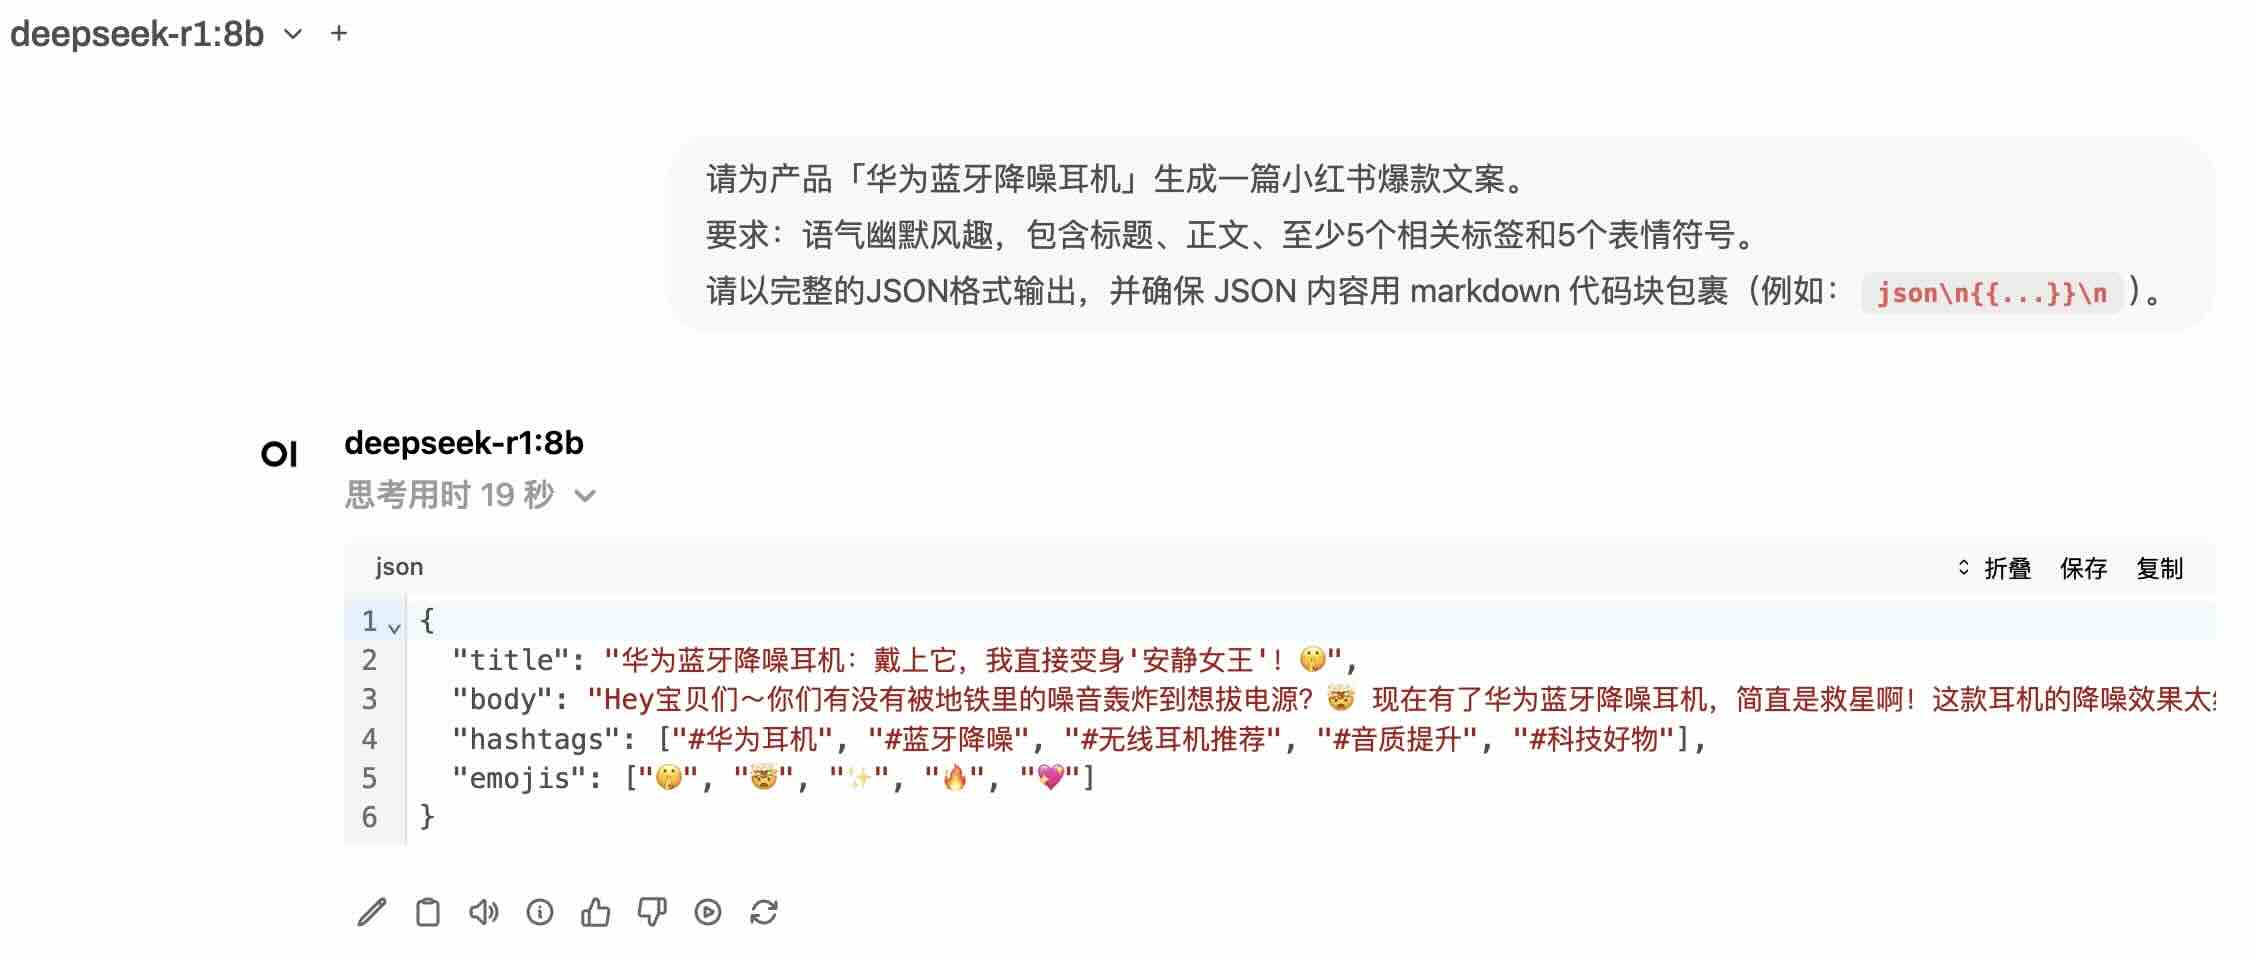 deepseek-r1:8b
请为产品「华为蓝牙降噪耳机」生成一篇小红书爆款文案。
要求：语气幽默风趣，包含标题、正文、至少5个相关标签和5个表情符号。
请以完整的JSON格式输出，并确保 JSON 内容用 markdown 代码块包裹（例如： json\n{{...}}\n ）。
OI
deepseek-r1:8b
思考用时 19 秒
json 折叠 保存 复制
1 {
2 "title": "华为蓝牙降噪耳机：戴上它，我直接变身'安静女王'！🤫",
3 "body": "Hey宝贝们～你们有没有被地铁里的噪音轰炸到想拔电源？🤯 现在有了华为蓝牙降噪耳机，简直是救星啊！这款耳机的降噪效果太
4 "hashtags": ["#华为耳机", "#蓝牙降噪", "#无线耳机推荐", "#音质提升", "#科技好物"],
5 "emojis": ["🤫", "🤯", "✨", "🔥", "💖"]
6 }